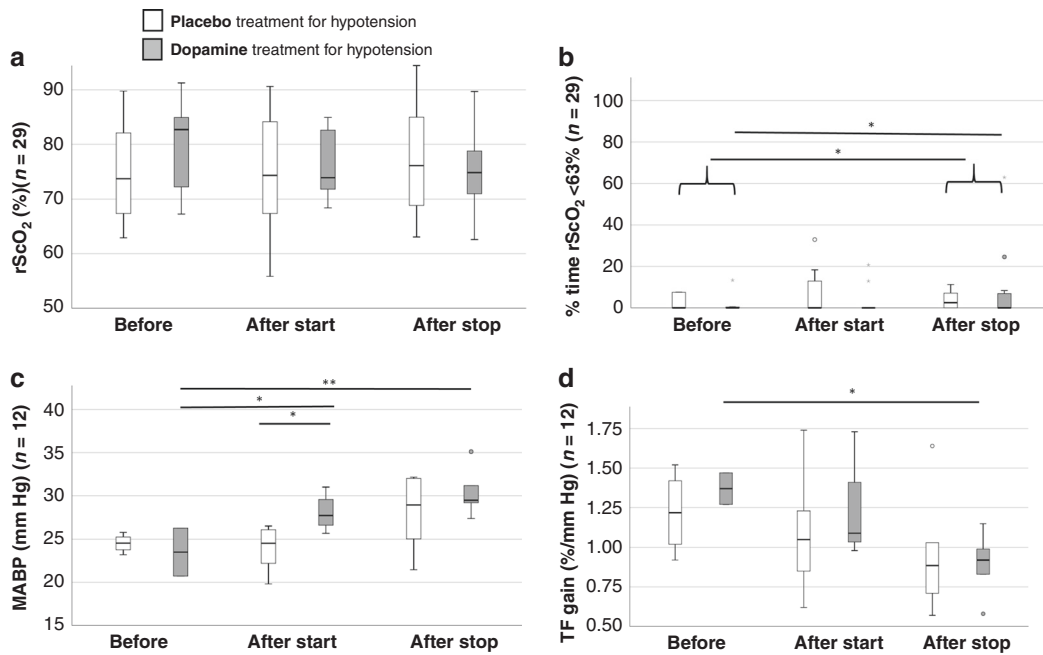 Placebo treatment for hypotension
Dopamine treatment for hypotension
a
rScO2 (%)(n = 29)
90
80
70
60
50
Before
After start
After stop
b
% time rScO2 <63% (n = 29)
100
80
60
40
20
0
*
*
Before
After start
After stop
c
MABP (mm Hg) (n = 12)
40
35
30
25
20
15
**
*
*
Before
After start
After stop
d
TF gain (%/mm Hg) (n = 12)
1.75
1.50
1.25
1.00
0.75
0.50
*
Before
After start
After stop